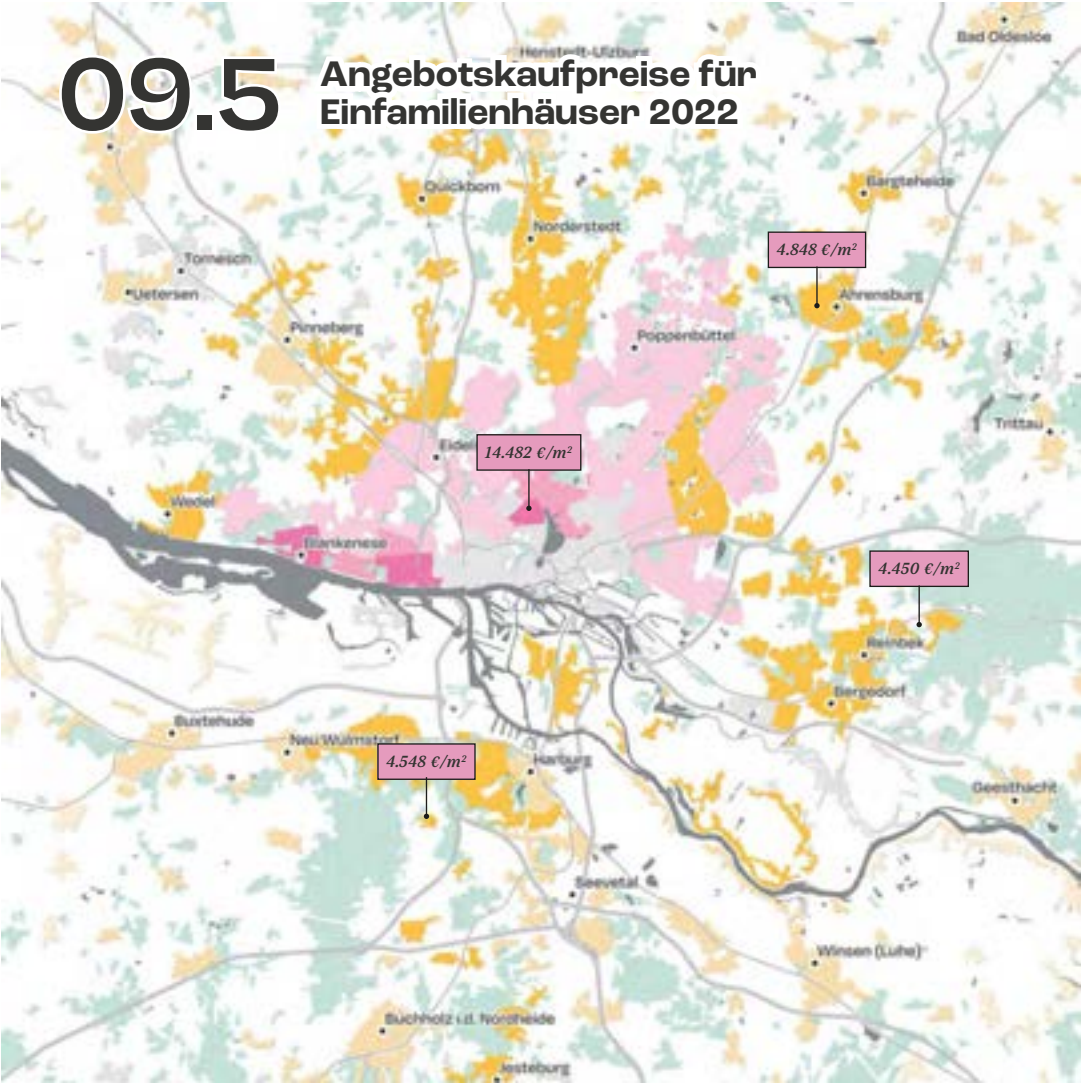 Bad Oldesloe
Henstedt-Ulzburg
09.5
Angebotskaufpreise für
Einfamilienhäuser 2022
Quickborn
Bargteheide
Norderstedt
4.848 €/m²
Tornesch
Uetersen
Ahrensburg
Pinneberg
Poppenbüttel
Trittau
14.482 €/m²
Wedel
Blankenese
4.450 €/m²
Reinbek
Bergedorf
Buxtehude
Neu Wulmstorf
4.548 €/m²
Harburg
Geesthacht
Seevetal
Winsen (Luhe)
Buchholz i.d. Nordheide
Jesteburg